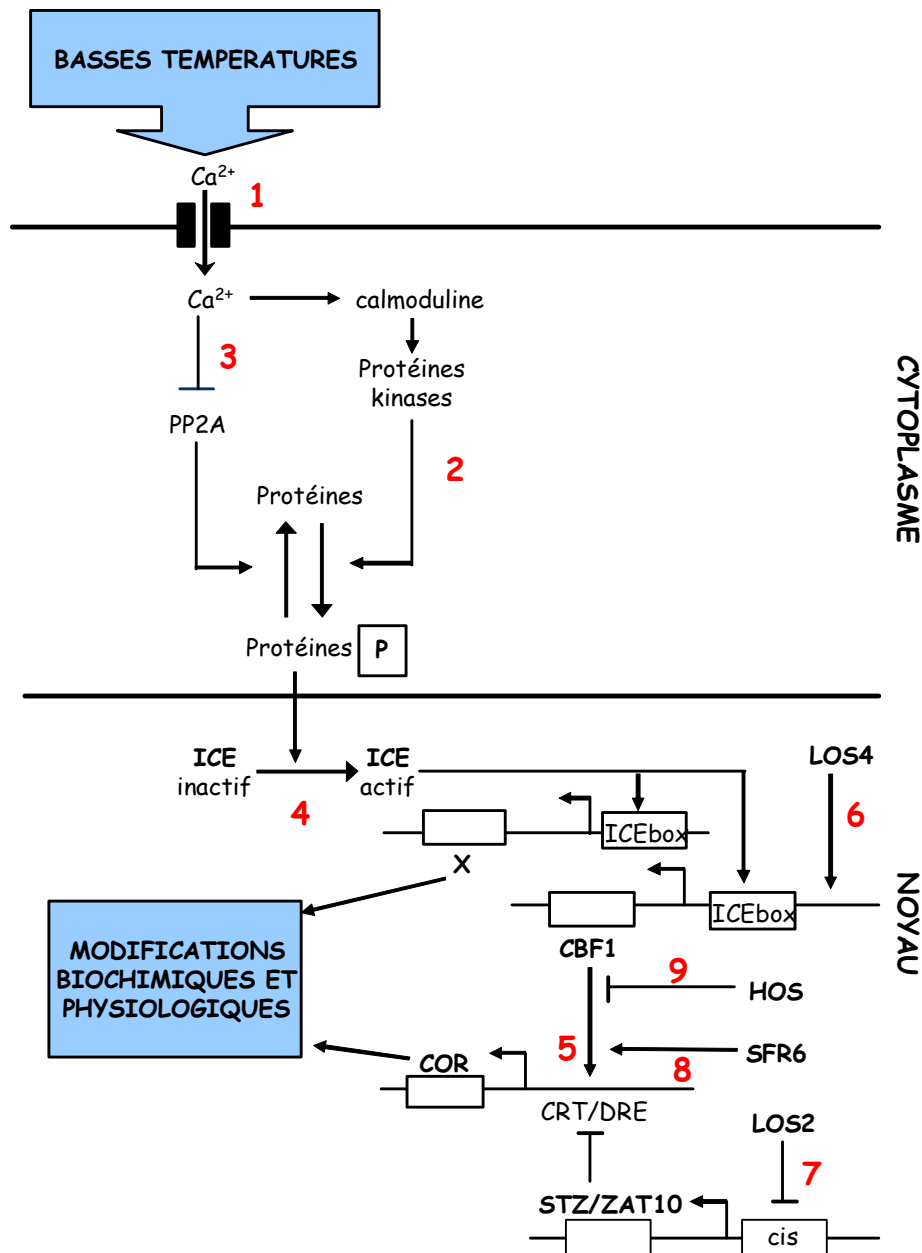 BASSES TEMPERATURES
Ca2+
1
Ca2+
calmoduline
3
Protéines
kinases
PP2A
2
Protéines
Protéines
P
CYTOPLASME
ICE
inactif
ICE
actif
4
LOS4
6
ICEbox
X
ICEbox
NOYAU
MODIFICATIONS
BIOCHIMIQUES ET
PHYSIOLOGIQUES
CBF1
9
HOS
5
SFR6
8
COR
CRT/DRE
LOS2
7
STZ/ZAT10
cis